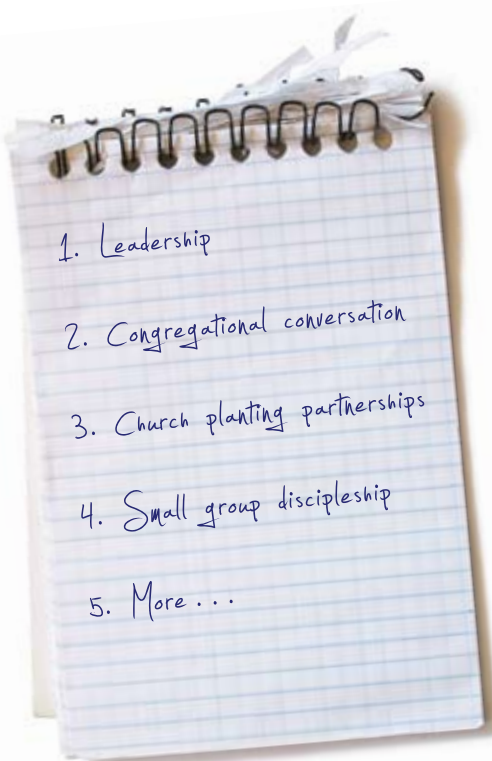 1. Leadership
2. Congregational conversation
3. Church planting partnerships
4. Small group discipleship
5. More...